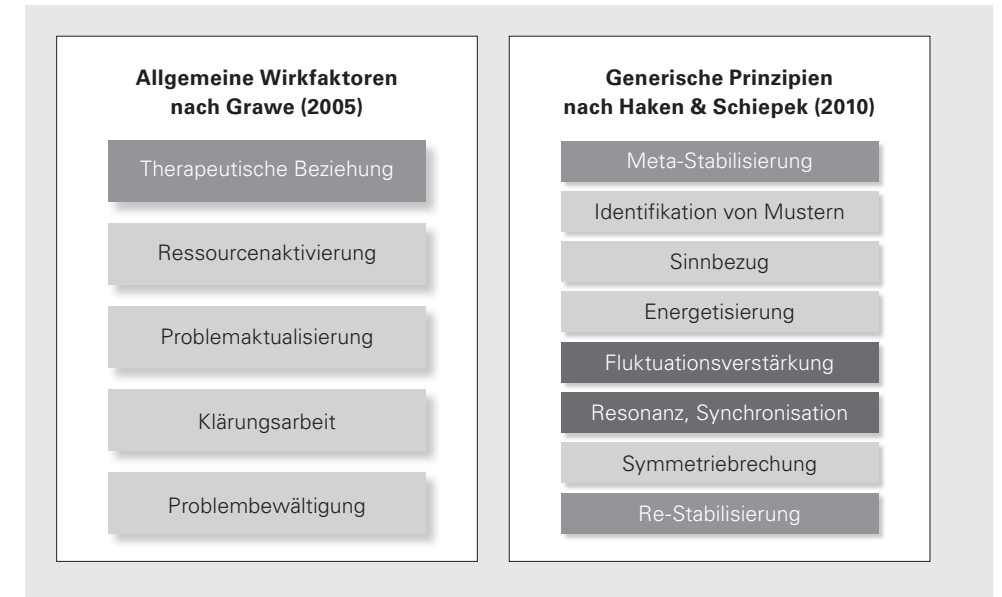 Allgemeine Wirkfaktoren
nach Grawe (2005)
Therapeutische Beziehung
Ressourcenaktivierung
Problemaktualisierung
Klärungsarbeit
Problembewältigung
Generische Prinzipien
nach Haken & Schiepek (2010)
Meta-Stabilisierung
Identifikation von Mustern
Sinnbezug
Energetisierung
Fluktuationsverstärkung
Resonanz, Synchronisation
Symmetriebrechung
Re-Stabilisierung